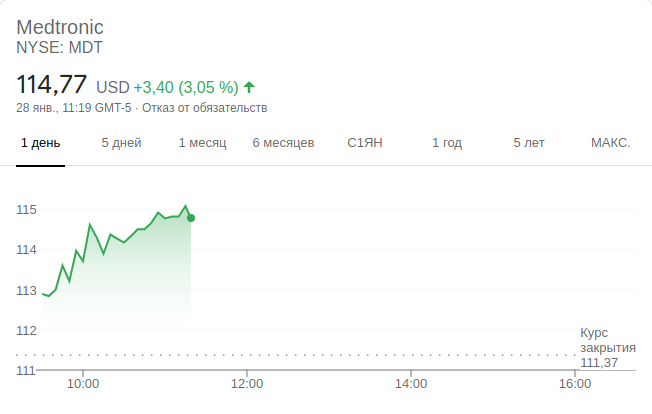 Medtronic
NYSE: MDT
114,77 USD +3,40 (3,05 %)
28 янв., 11:19 GMT-5 · Отказ от обязательств
1 день 5 дней 1 месяц 6 месяцев С1ЯН 1 год 5 лет МАКС.
115
114
113
112
Курс
закрытия
111,37
111
10:00 12:00 14:00 16:00